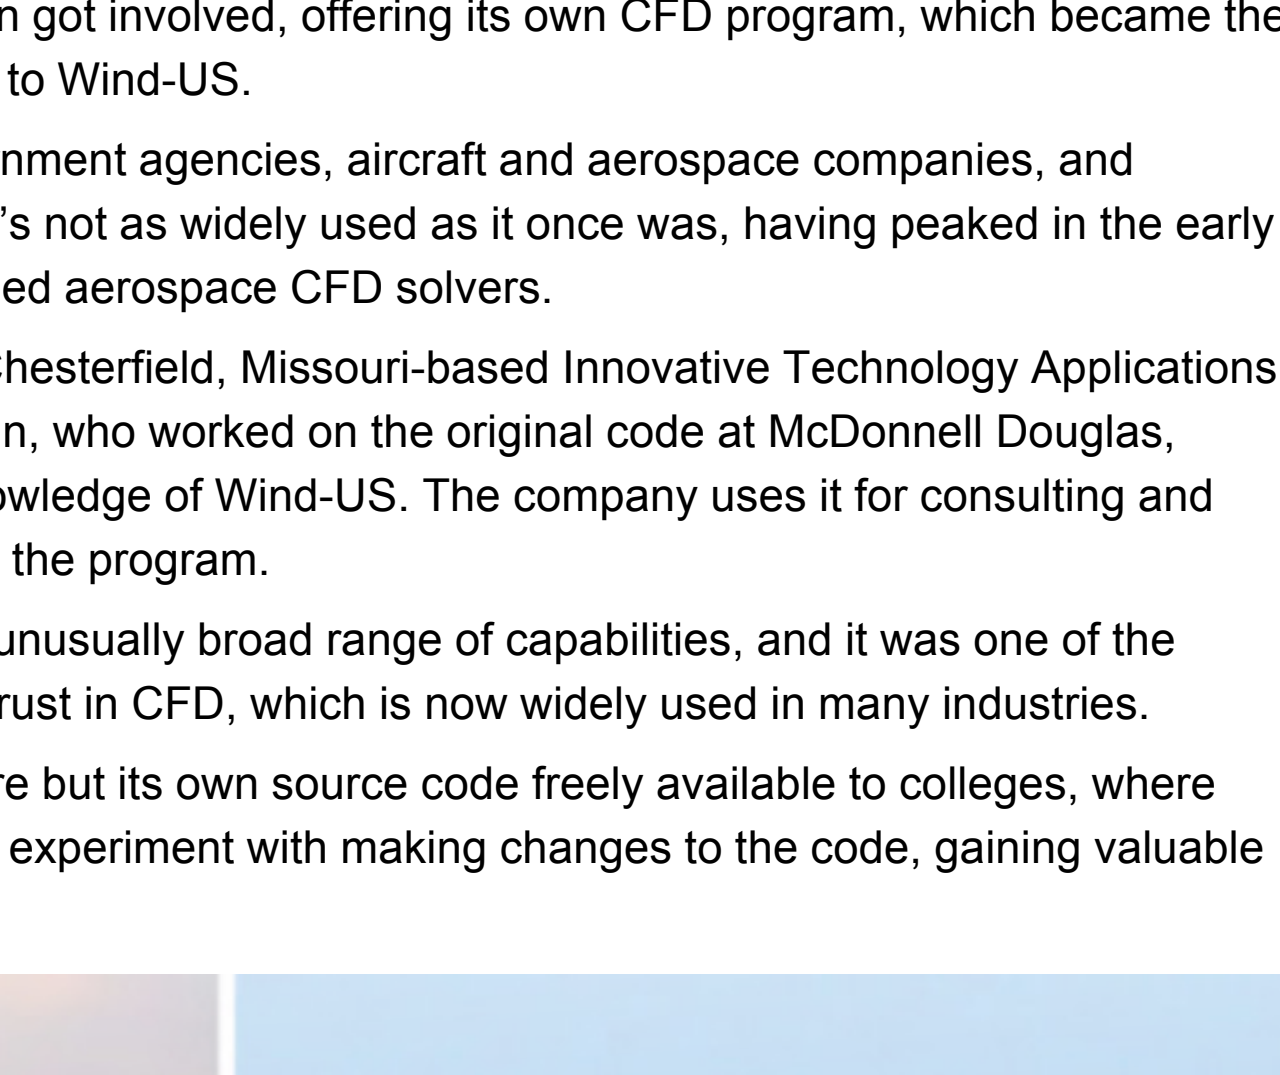 got involved, offering its own CFD program, which became the
to Wind-US.
agencies, aircraft and aerospace companies, and
’s not as widely used as it once was, having peaked in the early
aerospace CFD solvers.
Chesterfield, Missouri-based Innovative Technology Applications
who worked on the original code at McDonnell Douglas,
of Wind-US. The company uses it for consulting and
the program.
unusually broad range of capabilities, and it was one of the
in CFD, which is now widely used in many industries.
but its own source code freely available to colleges, where
experiment with making changes to the code, gaining valuable